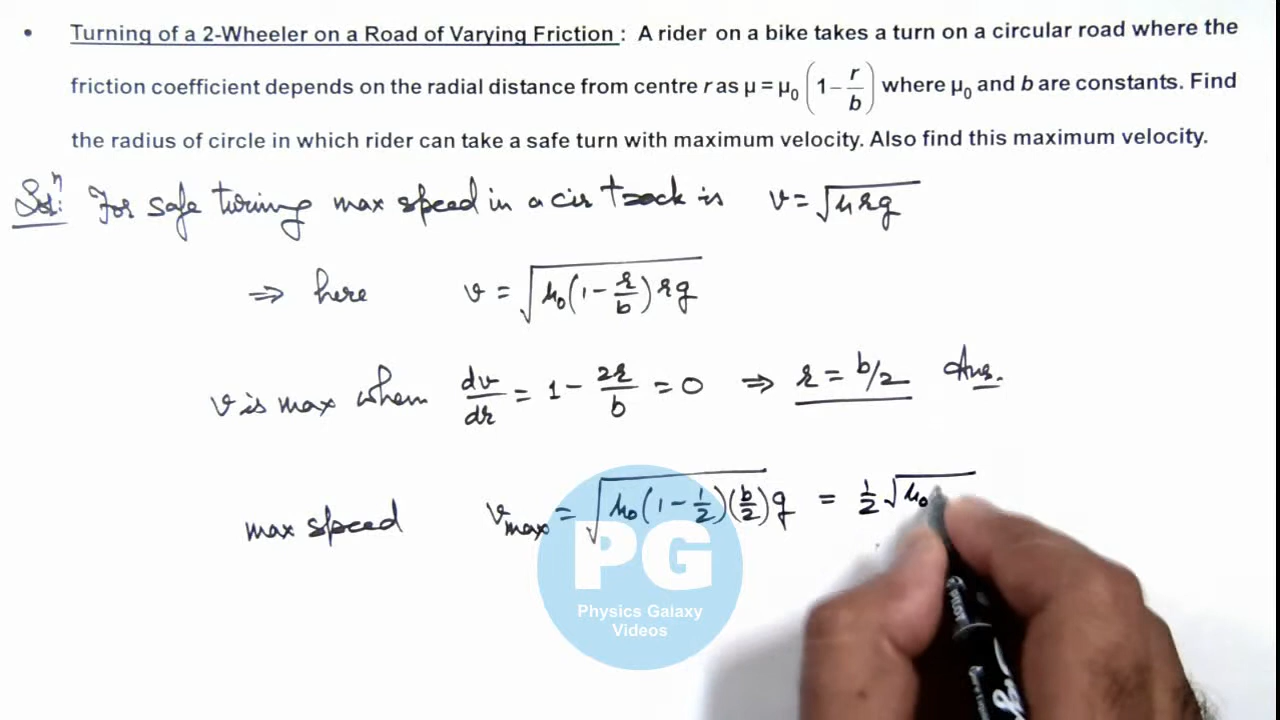 • Turning of a 2-Wheeler on a Road of Varying Friction : A rider on a bike takes a turn on a circular road where the
friction coefficient depends on the radial distance from centre r as μ = μ₀ (1 − r/b) where μ₀ and b are constants. Find
the radius of circle in which rider can take a safe turn with maximum velocity. Also find this maximum velocity.
Solⁿ: For safe turning max speed in a cir track is v = √μrg
⇒ here v = √μ₀(1 − r/b) rg
v is max when dv/dr = 1 − 2r/b = 0 ⇒ r = b/2 Ans.
max speed v max = √μ₀(1 − 1/2)(b/2)g = 1/2 √μ₀
PG
Physics Galaxy
Videos
PILOT